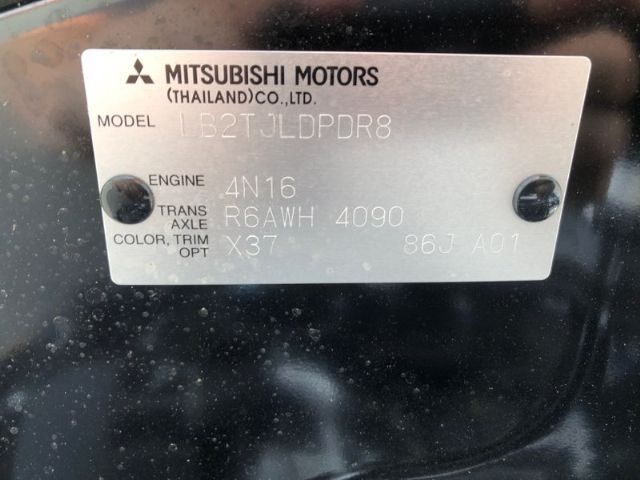 MITSUBISHI MOTORS
(THAILAND)CO.,LTD.
MODEL LB2TJLDPDR8
ENGINE 4N16
TRANS AXLE R6AWH 4090
COLOR, TRIM OPT X37 86J A01